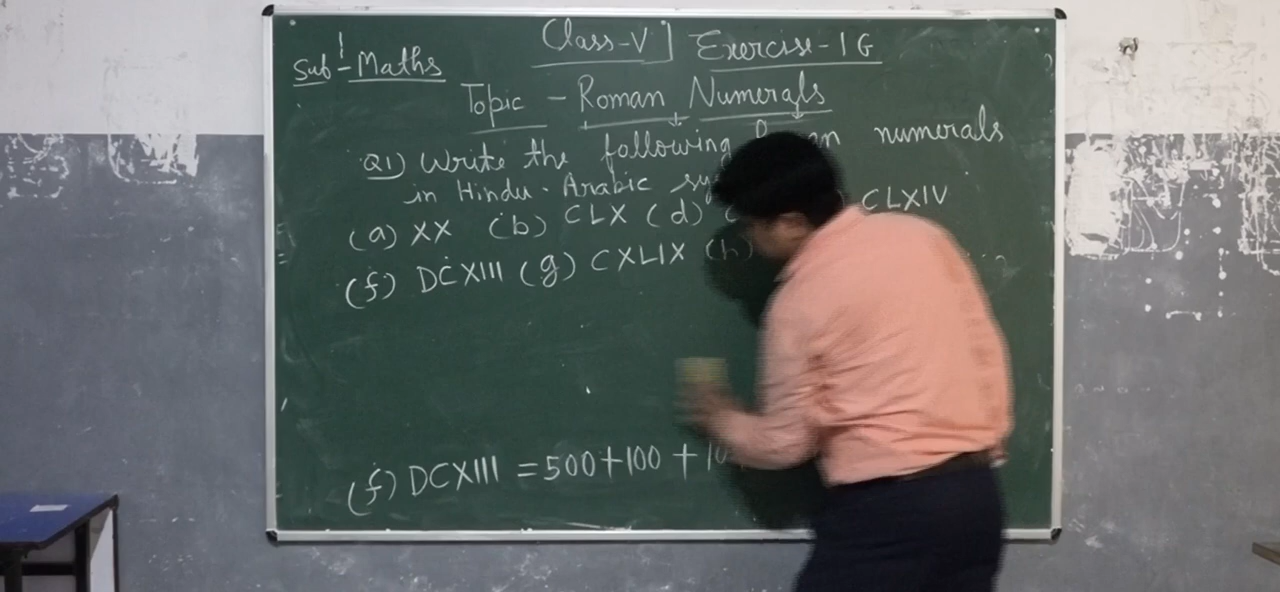 Class-V] Exercise-1G
Sub!-Maths
Topic - Roman Numerals
Q1) Write the following numerals
in Hindu-Arabic
(a) XX (b) CLX (d) CLXIV
(f) DCXIII (g) CXLIX (h)
(f) DCXIII = 500+100 + 10